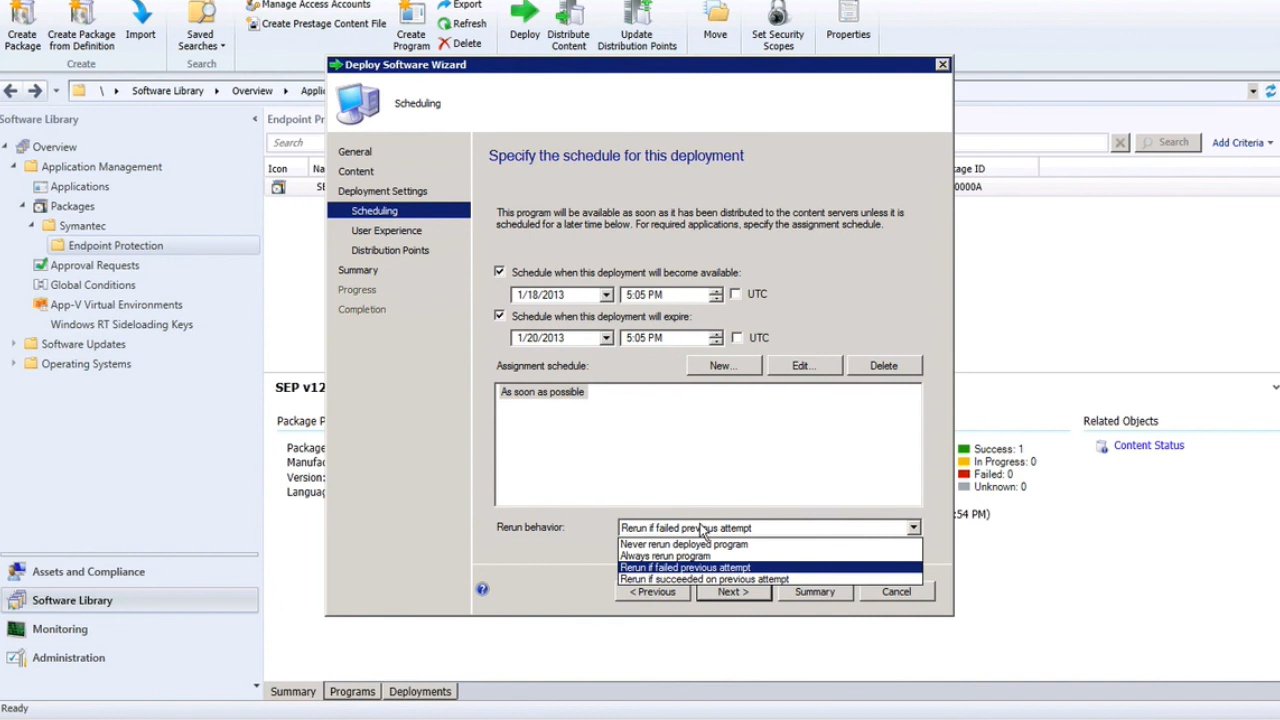 Manage Access Accounts
Export
Create Prestage Content File
Refresh
Delete
Create
Package
Create Package
from Definition
Import
Saved
Searches
Create
Program
Deploy
Distribute
Content
Update
Distribution Points
Move
Set Security
Scopes
Properties
Create
Search
Deploy Software Wizard
\ Software Library Overview Appli
Scheduling
Software Library
Endpoint Pr
Search
Search
Add Criteria
Icon
Na
kage ID
0000A
Overview
Application Management
Applications
Packages
Symantec
Endpoint Protection
Approval Requests
Global Conditions
App-V Virtual Environments
Windows RT Sideloading Keys
Software Updates
Operating Systems
General
Content
Deployment Settings
Scheduling
User Experience
Distribution Points
Summary
Progress
Completion
Specify the schedule for this deployment
This program will be available as soon as it has been distributed to the content servers unless it is
scheduled for a later time below. For required applications, specify the assignment schedule.
Schedule when this deployment will become available:
1/18/2013 5:05 PM UTC
Schedule when this deployment will expire:
1/20/2013 5:05 PM UTC
Assignment schedule: New... Edit... Delete
As soon as possible
Rerun behavior: Rerun if failed previous attempt
Never rerun deployed program
Always rerun program
Rerun if failed previous attempt
Rerun if succeeded on previous attempt
< Previous Next > Summary Cancel
SEP v12
Package P
Package
Manufac
Version:
Languag
Success: 1
In Progress: 0
Failed: 0
Unknown: 0
:54 PM)
Related Objects
Content Status
Assets and Compliance
Software Library
Monitoring
Administration
Summary Programs Deployments
Ready